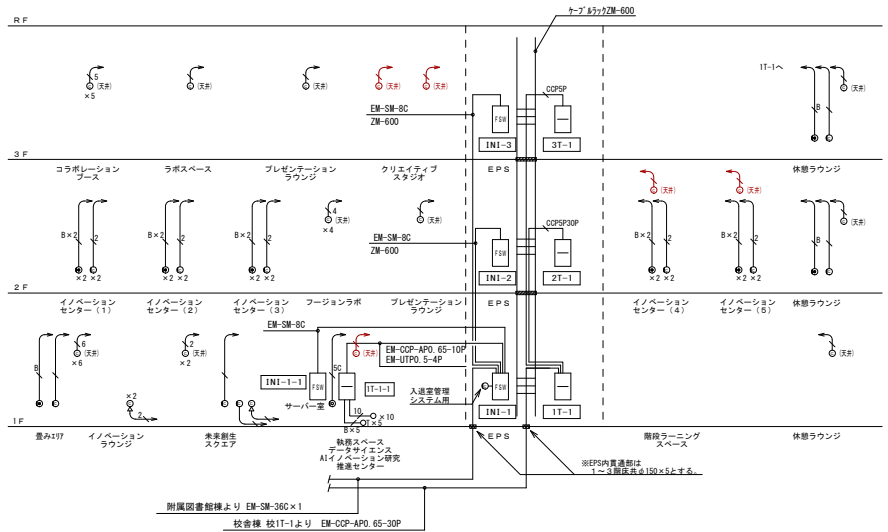 RF
ケーブルラックZM-600
5
(天井)
×5
(天井)
(天井)
(天井)
(天井)
CCP5P
1T-1へ
(天井)
B
EM-SM-8C
ZM-600
FSW
INI-3
3T-1
3F
コラボレーション
ブース
ラボスペース
プレゼンテーション
ラウンジ
クリエイティブ
スタジオ
EPS
休憩ラウンジ
(天井)
(天井)
4
(天井)
×4
(天井)
(天井)
CCP5P30P
B×2
2
B×2
2
B×2
2
B×2
2
B×2
2
B
EM-SM-8C
ZM-600
FSW
×2 ×2
×2 ×2
×2 ×2
×2 ×2
×2 ×2
INI-2
2T-1
2F
イノベーション
センター(1)
イノベーション
センター(2)
イノベーション
センター(3)
フージョンラボ
プレゼンテーション
ラウンジ
EPS
イノベーション
センター(4)
イノベーション
センター(5)
休憩ラウンジ
EM-SM-8C
6
(天井)
×6
2
(天井)
×2
(天井)
(天井)
EM-CCP-AP0.65-10P
EM-UTP0.5-4P
B
5C
INI-1-1
FSW
サーバー室
1T-1-1
入退室管理
システム用
FSW
INI-1
1T-1
×2
2
10
×10
T×5
B×5
1F
畳みエリア
イノベーション
ラウンジ
未来創生
スクエア
執務スペース
データサイエンス
AIイノベーション研究
推進センター
EPS
階段ラーニング
スペース
休憩ラウンジ
※EPS内貫通部は
1~3階床共φ150×5とする。
附属図書館棟より EM-SM-36C×1
校舎棟 校1T-1より EM-CCP-AP0.65-30P